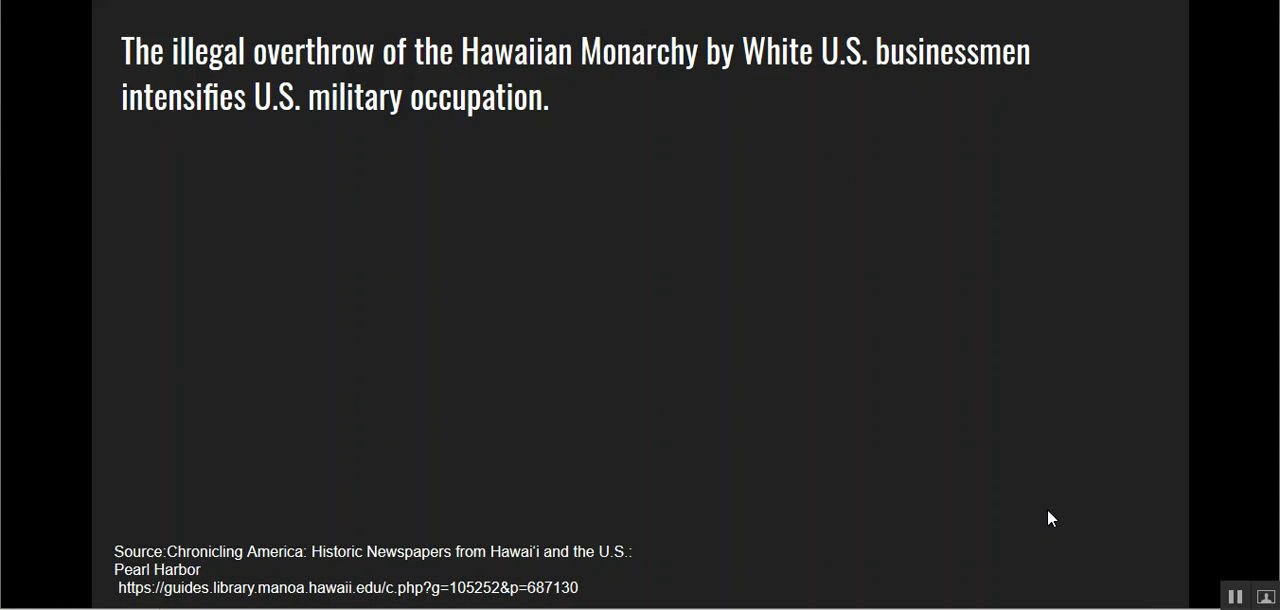 The illegal overthrow of the Hawaiian Monarchy by White U.S. businessmen
intensifies U.S. military occupation.
Source:Chronicling America: Historic Newspapers from Hawai‘i and the U.S.:
Pearl Harbor
https://guides.library.manoa.hawaii.edu/c.php?g=105252&p=687130